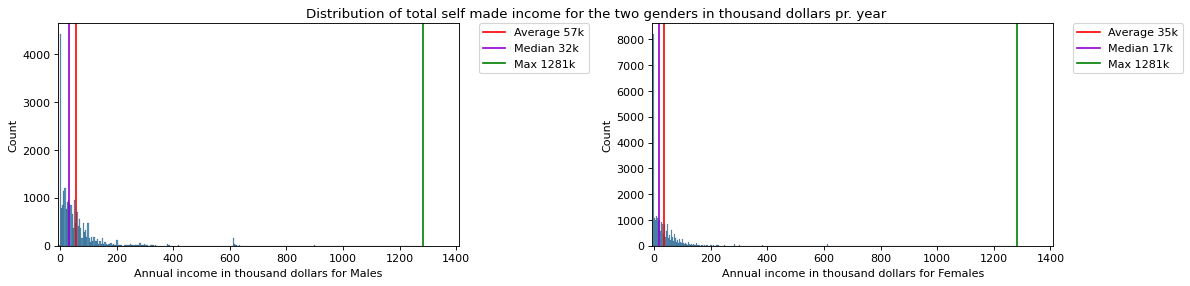 Distribution of total self made income for the two genders in thousand dollars pr. year
Average 57k
Median 32k
Max 1281k
4000
3000
2000
1000
0
Count
0 200 400 600 800 1000 1200 1400
Annual income in thousand dollars for Males
Average 35k
Median 17k
Max 1281k
8000
7000
6000
5000
4000
3000
2000
1000
0
Count
0 200 400 600 800 1000 1200 1400
Annual income in thousand dollars for Females